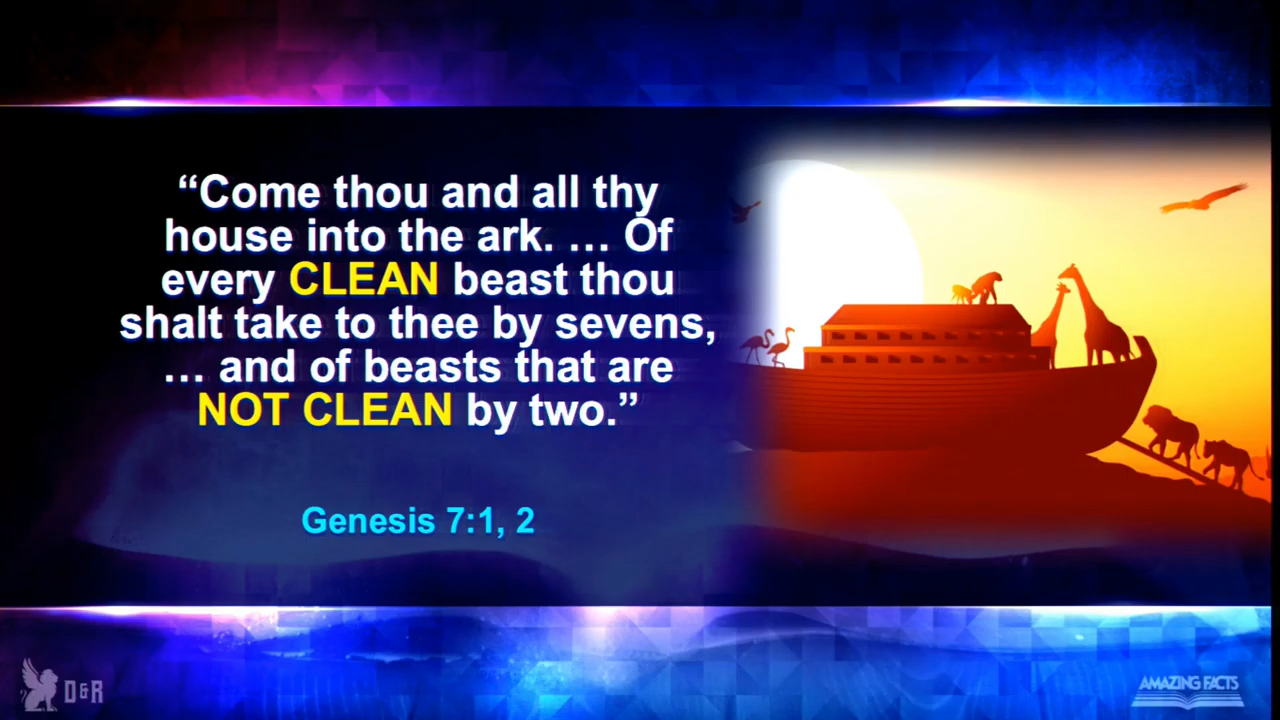 “Come thou and all thy
house into the ark. … Of
every CLEAN beast thou
shalt take to thee by sevens,
… and of beasts that are
NOT CLEAN by two.”
Genesis 7:1, 2
D&R
AMAZING FACTS